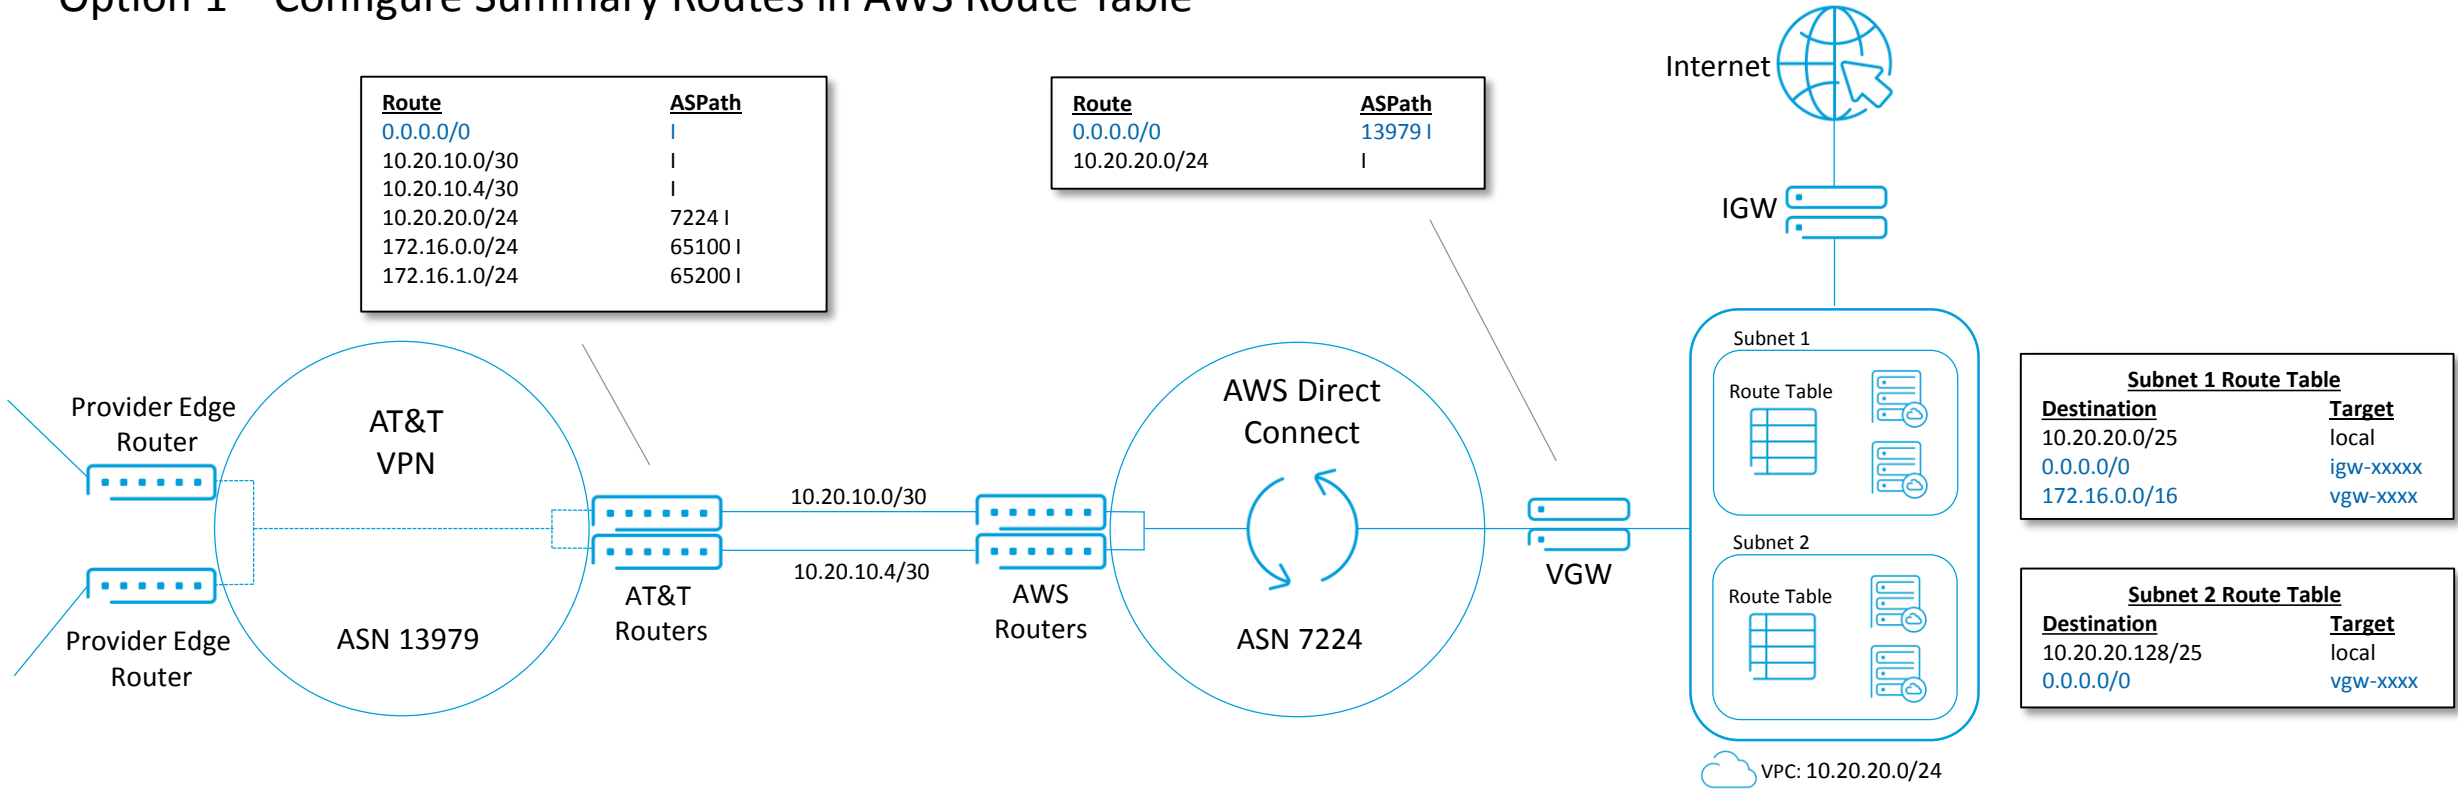 Option 1 – Configure Summary Routes in AWS Route Table
Route ASPath
0.0.0.0/0 I
10.20.10.0/30 I
10.20.10.4/30 I
10.20.20.0/24 7224 I
172.16.0.0/24 65100 I
172.16.1.0/24 65200 I
Route ASPath
0.0.0.0/0 13979 I
10.20.20.0/24 I
Internet
IGW
Provider Edge
Router
Provider Edge
Router
AT&T
VPN
ASN 13979
AT&T
Routers
10.20.10.0/30
10.20.10.4/30
AWS
Routers
AWS Direct
Connect
ASN 7224
VGW
Subnet 1
Route Table
Subnet 2
Route Table
VPC: 10.20.20.0/24
Subnet 1 Route Table
Destination Target
10.20.20.0/25 local
0.0.0.0/0 igw-xxxxx
172.16.0.0/16 vgw-xxxx
Subnet 2 Route Table
Destination Target
10.20.20.128/25 local
0.0.0.0/0 vgw-xxxx